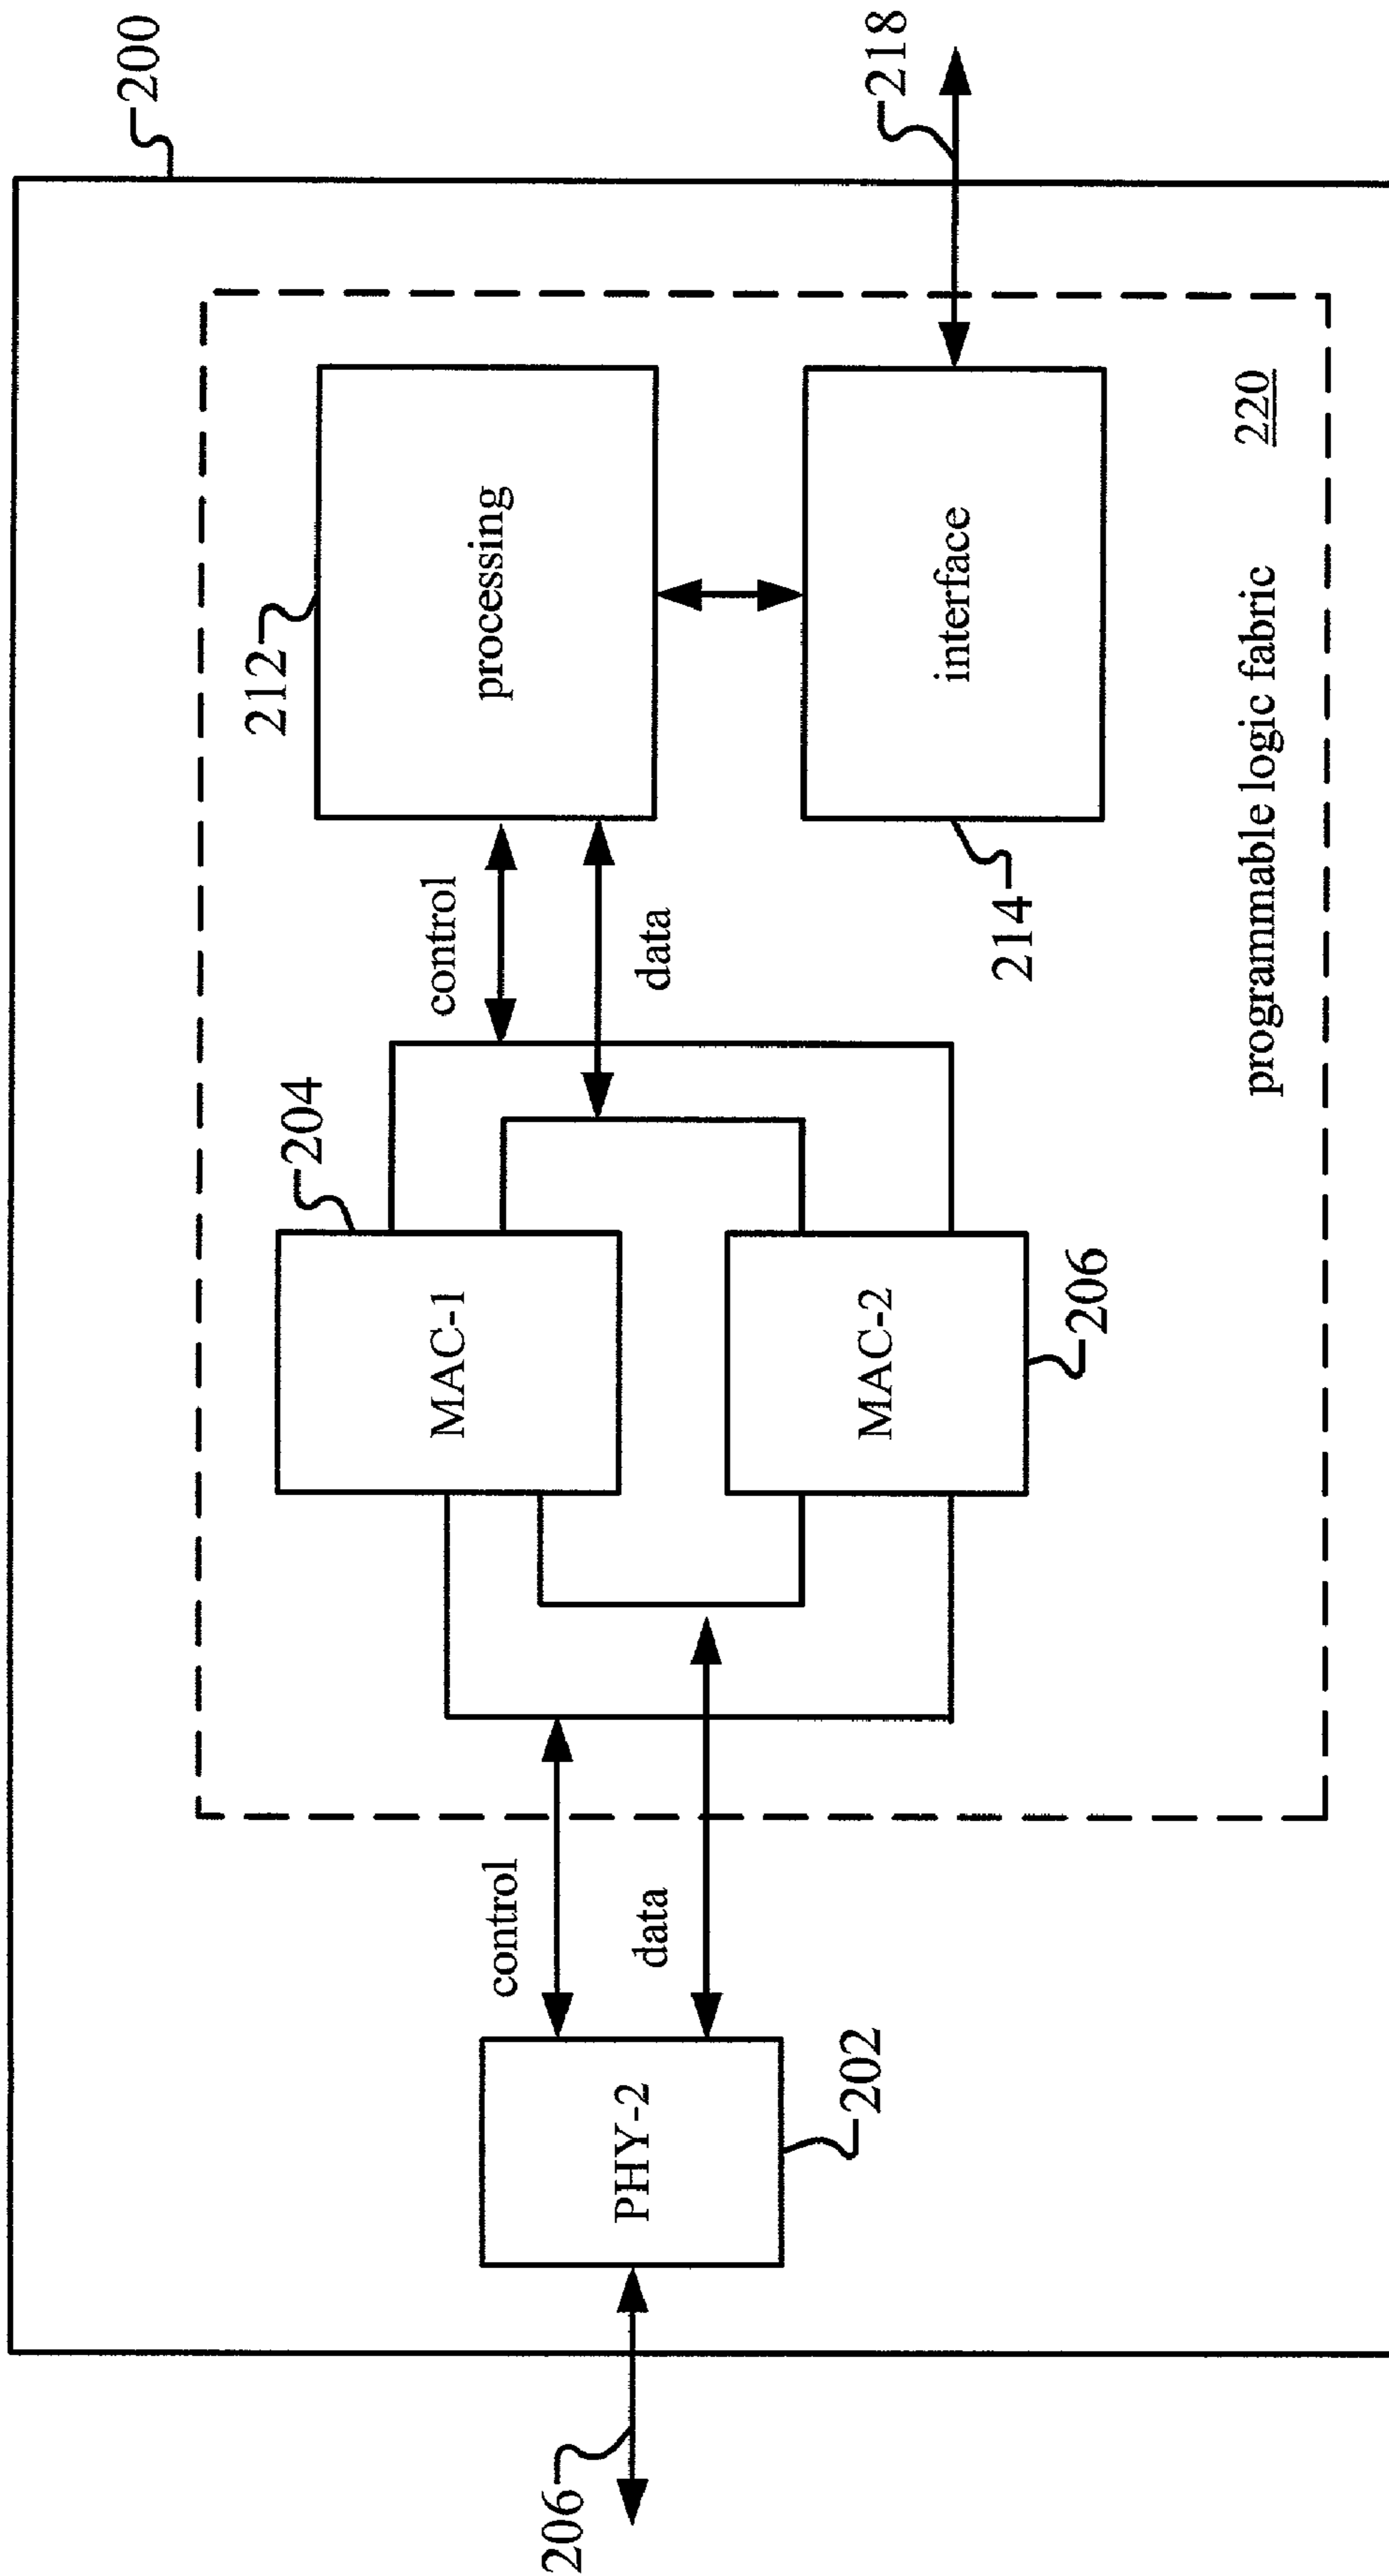 200
218
212
processing
interface
214
control
data
204
MAC-1
MAC-2
206
programmable logic fabric 220
control
data
PHY-2
202
206